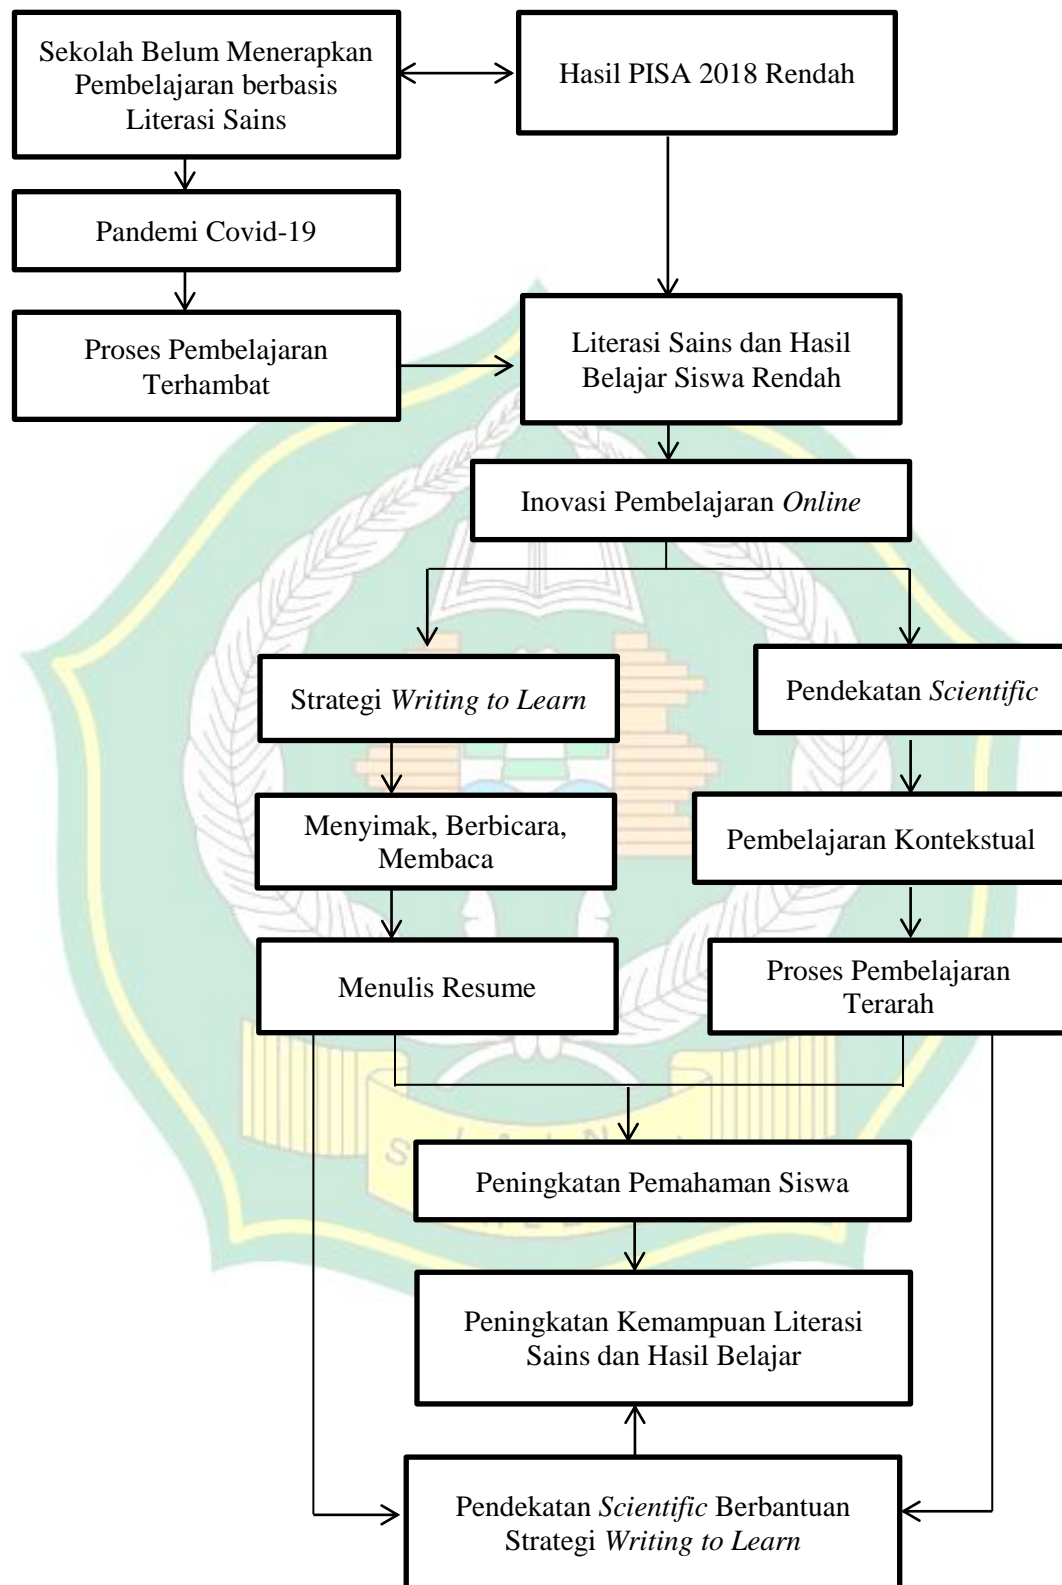 Sekolah Belum Menerapkan
Pembelajaran berbasis
Literasi Sains
Hasil PISA 2018 Rendah
Pandemi Covid-19
Proses Pembelajaran
Terhambat
Literasi Sains dan Hasil
Belajar Siswa Rendah
Inovasi Pembelajaran Online
Strategi Writing to Learn
Pendekatan Scientific
Menyimak, Berbicara,
Membaca
Pembelajaran Kontekstual
Menulis Resume
Proses Pembelajaran
Terarah
Peningkatan Pemahaman Siswa
Peningkatan Kemampuan Literasi
Sains dan Hasil Belajar
Pendekatan Scientific Berbantuan
Strategi Writing to Learn